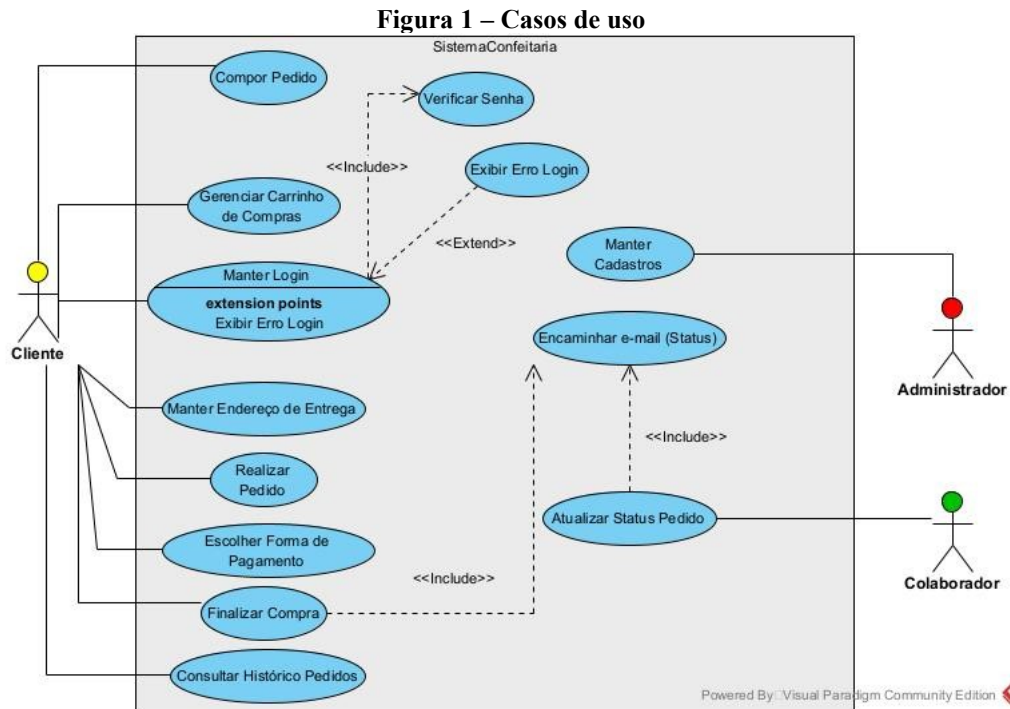 Figura 1 – Casos de uso
SistemaConfeitaria
Compor Pedido
Verificar Senha
<<Include>>
Exibir Erro Login
Gerenciar Carrinho
de Compras
<<Extend>>
Manter
Cadastros
Manter Login
extension points
Exibir Erro Login
Encaminhar e-mail (Status)
Cliente
Administrador
Manter Endereço de Entrega
<<Include>>
Realizar
Pedido
Atualizar Status Pedido
Escolher Forma de
Pagamento
<<Include>>
Colaborador
Finalizar Compra
Consultar Histórico Pedidos
Powered By Visual Paradigm Community Edition